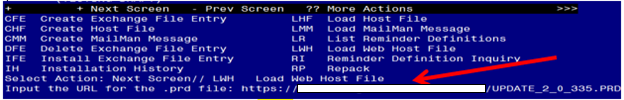 + + Next Screen - Prev Screen ?? More Actions >>>
CFE Create Exchange File Entry LHF Load Host File
CHF Create Host File LMM Load MailMan Message
CMM Create MailMan Message LR List Reminder Definitions
DFE Delete Exchange File Entry LWH Load Web Host File
IFE Install Exchange File Entry RI Reminder Definition Inquiry
IH Installation History RP Repack
Select Action: Next Screen// LWH Load Web Host File
Input the URL for the .prd file: https:// /UPDATE_2_0_335.PRD